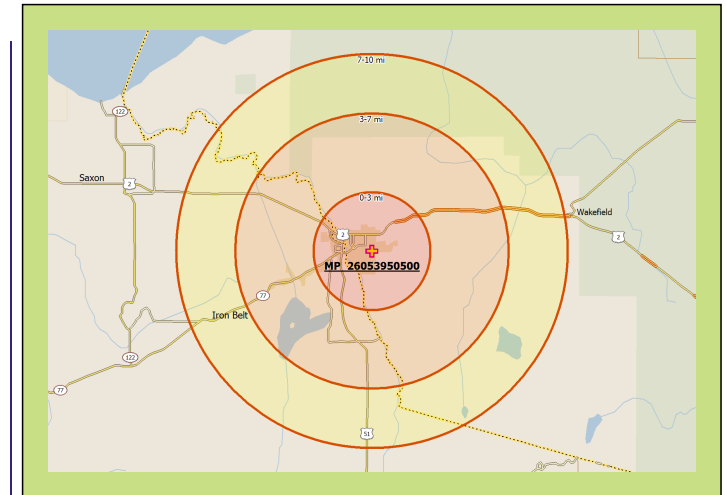 7-10 mi
122
3-7 mi
Saxon
2
0-3 mi
Wakefield
2
2
MP 26053950500
77
Iron Belt
122
77
51